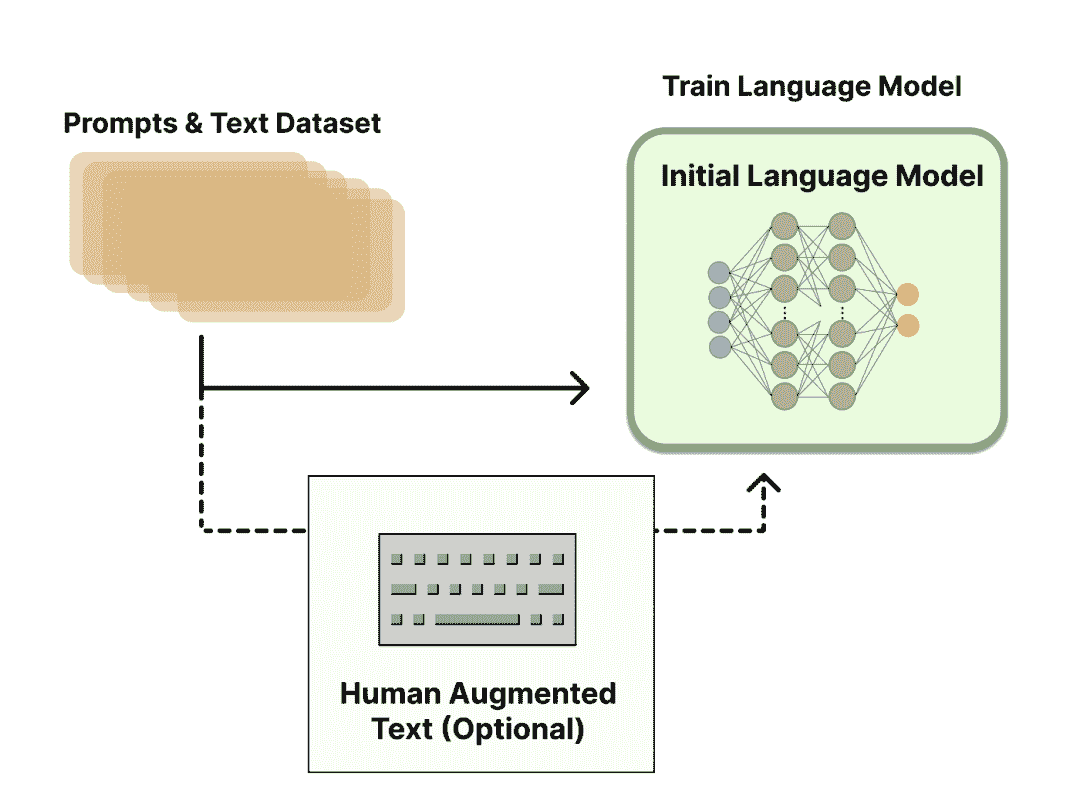 Train Language Model
Prompts & Text Dataset
Initial Language Model
Human Augmented
Text (Optional)